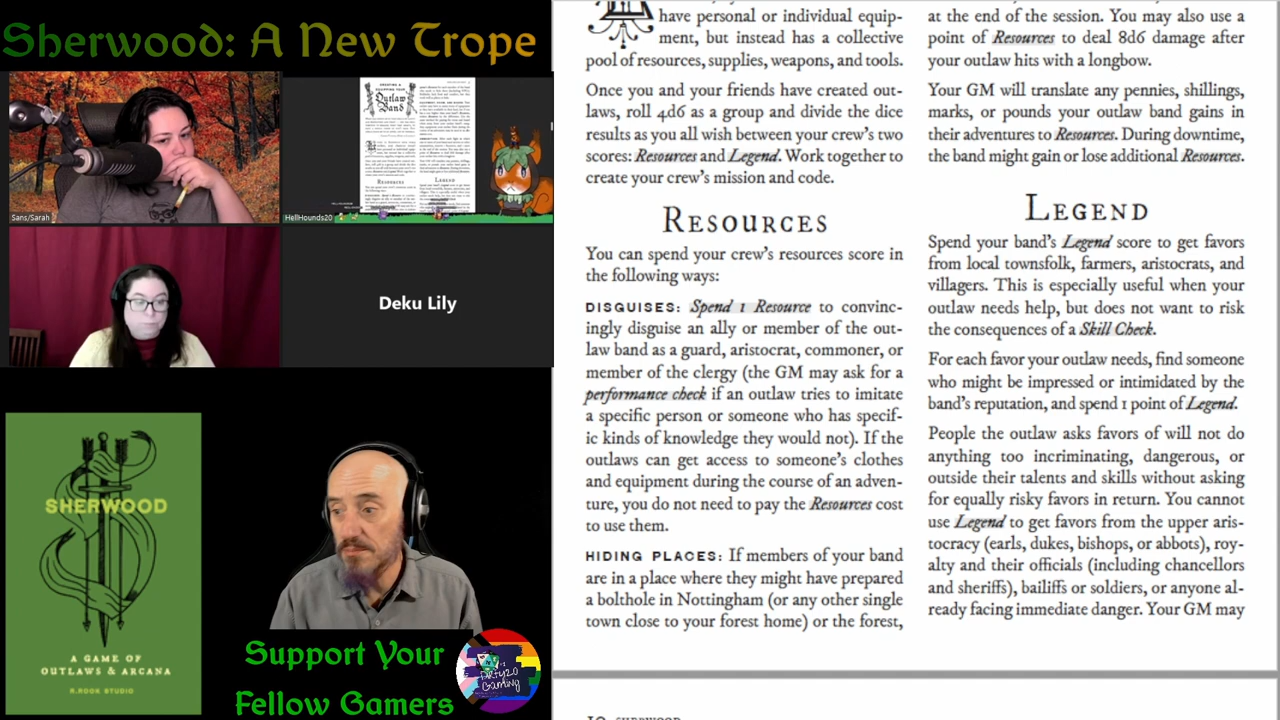 Sherwood: A New Trope
Sans/Sarah
HellHounds20
CREATING &
EQUIPPING YOUR
Outlaw
Band
RESOURCES
LEGEND
Deku Lily
SHERWOOD
A GAME OF
OUTLAWS & ARCANA
R.ROOK STUDIO
Support Your
Fellow Gamers
Dirty20
Gaming
have personal or individual equip-
ment, but instead has a collective
pool of resources, supplies, weapons, and tools.
Once you and your friends have created out-
laws, roll 4d6 as a group and divide the dice
results as you all wish between your crew's two
scores: Resources and Legend. Work together to
create your crew's mission and code.
RESOURCES
You can spend your crew's resources score in
the following ways:
DISGUISES: Spend 1 Resource to convinc-
ingly disguise an ally or member of the out-
law band as a guard, aristocrat, commoner, or
member of the clergy (the GM may ask for a
performance check if an outlaw tries to imitate
a specific person or someone who has specif-
ic kinds of knowledge they would not). If the
outlaws can get access to someone's clothes
and equipment during the course of an adven-
ture, you do not need to pay the Resources cost
to use them.
HIDING PLACES: If members of your band
are in a place where they might have prepared
a bolthole in Nottingham (or any other single
town close to your forest home) or the forest,
at the end of the session. You may also use a
point of Resources to deal 8d6 damage after
your outlaw hits with a longbow.
Your GM will translate any pennies, shillings,
marks, or pounds your outlaw band gains in
their adventures to Resources. During downtime,
the band might gain or lose additional Resources.
LEGEND
Spend your band's Legend score to get favors
from local townsfolk, farmers, aristocrats, and
villagers. This is especially useful when your
outlaw needs help, but does not want to risk
the consequences of a Skill Check.
For each favor your outlaw needs, find someone
who might be impressed or intimidated by the
band's reputation, and spend 1 point of Legend.
People the outlaw asks favors of will not do
anything too incriminating, dangerous, or
outside their talents and skills without asking
for equally risky favors in return. You cannot
use Legend to get favors from the upper aris-
tocracy (earls, dukes, bishops, or abbots), roy-
alty and their officials (including chancellors
and sheriffs), bailiffs or soldiers, or anyone al-
ready facing immediate danger. Your GM may
SHERWOOD